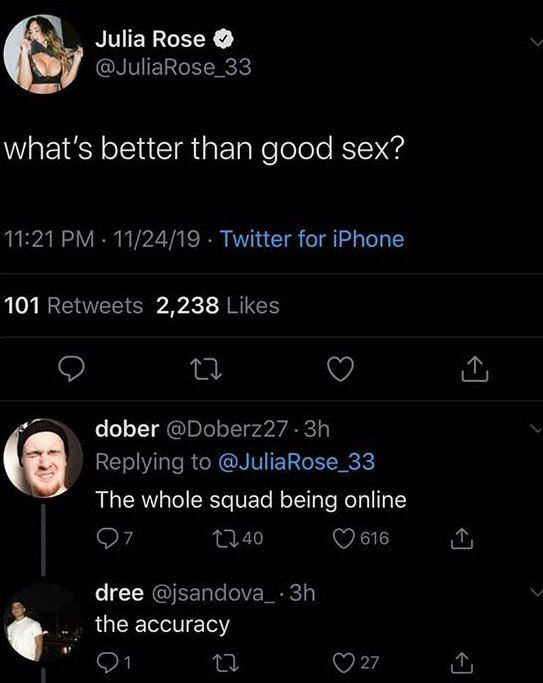 Julia Rose
@JuliaRose_33
what's better than good sex?
11:21 PM · 11/24/19 · Twitter for iPhone
101 Retweets 2,238 Likes
dober @Doberz27 · 3h
Replying to @JuliaRose_33
The whole squad being online
7 40 616
dree @jsandova_ · 3h
the accuracy
1 27